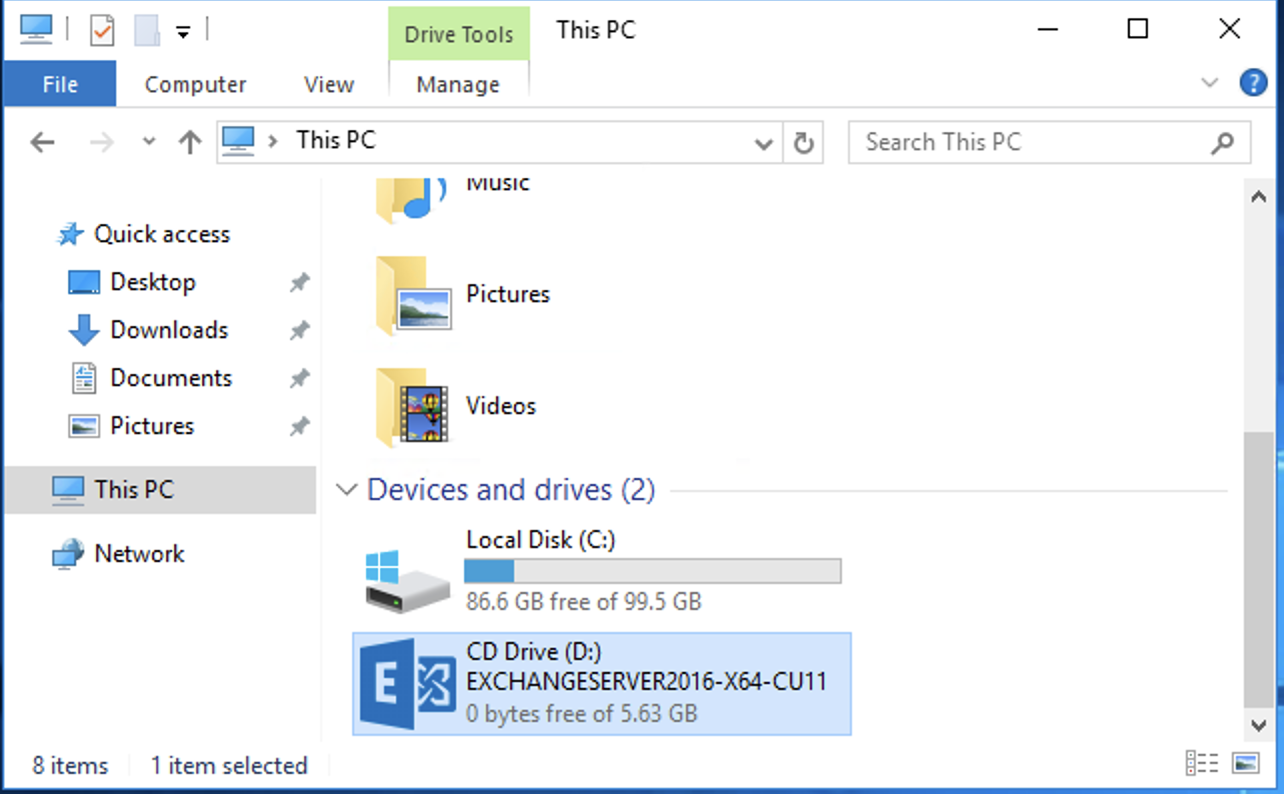 Drive Tools
This PC
File
Computer
View
Manage
?
This PC
Search This PC
Quick access
Desktop
Downloads
Documents
Pictures
This PC
Network
Music
Pictures
Videos
Devices and drives (2)
Local Disk (C:)
86.6 GB free of 99.5 GB
E
CD Drive (D:)
EXCHANGESERVER2016-X64-CU11
0 bytes free of 5.63 GB
8 items
1 item selected